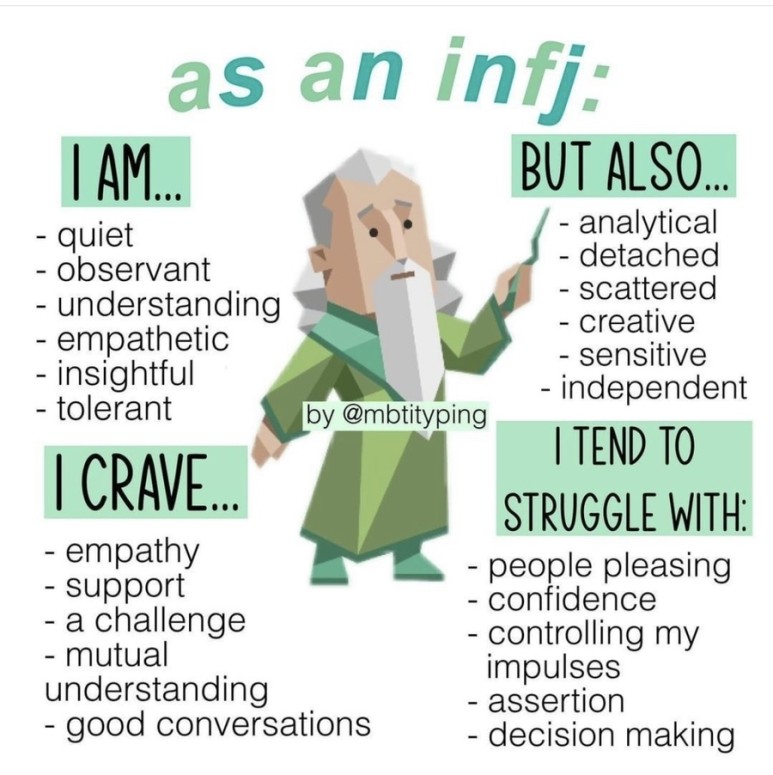 as an infj:
I AM...
- quiet
- observant
- understanding
- empathetic
- insightful
- tolerant
BUT ALSO...
- analytical
- detached
- scattered
- creative
- sensitive
- independent
by @mbtityping
I CRAVE...
- empathy
- support
- a challenge
- mutual
understanding
- good conversations
I TEND TO
STRUGGLE WITH:
- people pleasing
- confidence
- controlling my
impulses
- assertion
- decision making